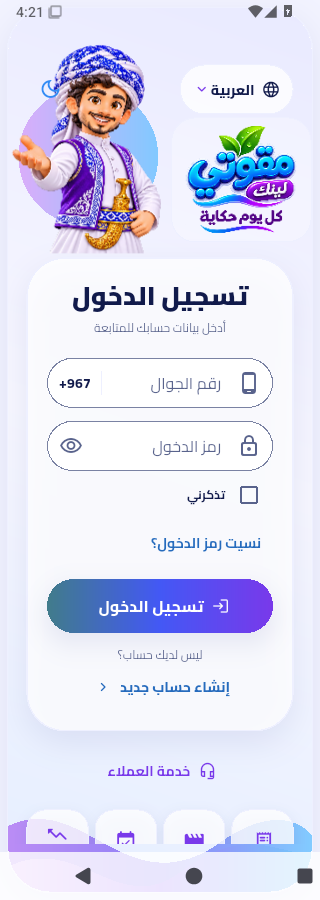 4:21
العربية
مقوتي
لينك
كل يوم حكاية
تسجيل الدخول
أدخل بيانات حسابك للمتابعة
رقم الجوال
+967
رمز الدخول
تذكرني
نسيت رمز الدخول؟
تسجيل الدخول
ليس لديك حساب؟
إنشاء حساب جديد
خدمة العملاء